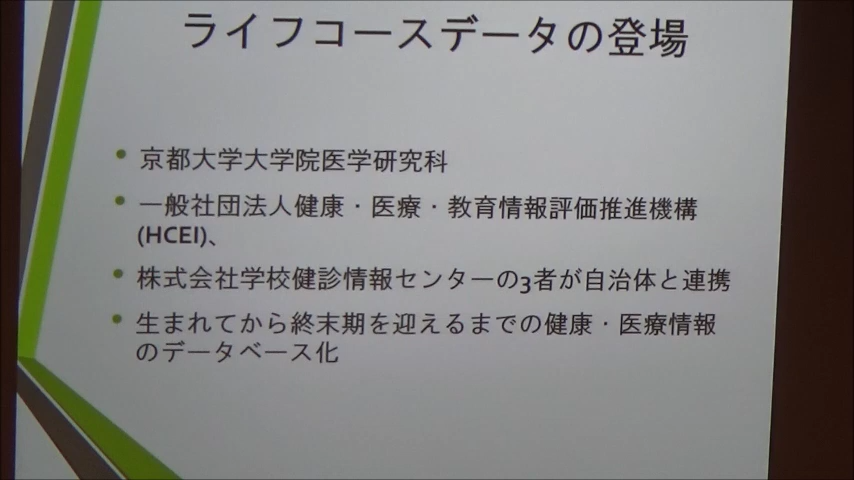 ライフコースデータの登場
• 京都大学大学院医学研究科
• 一般社団法人健康・医療・教育情報評価推進機構
(HCEI)、
• 株式会社学校健診情報センターの3者が自治体と連携
• 生まれてから終末期を迎えるまでの健康・医療情報
のデータベース化